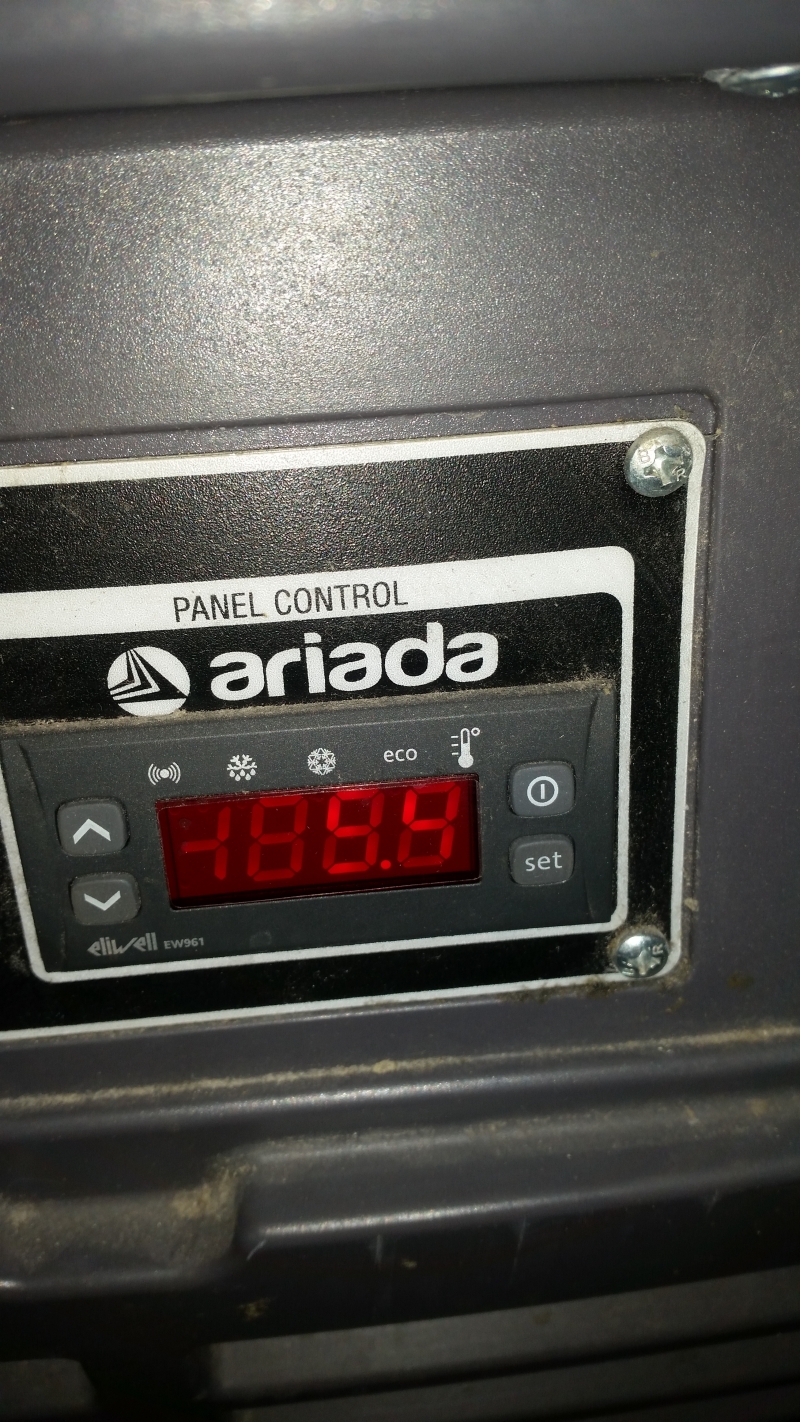 PANEL CONTROL
ariada
eco
set
eliwell EW961